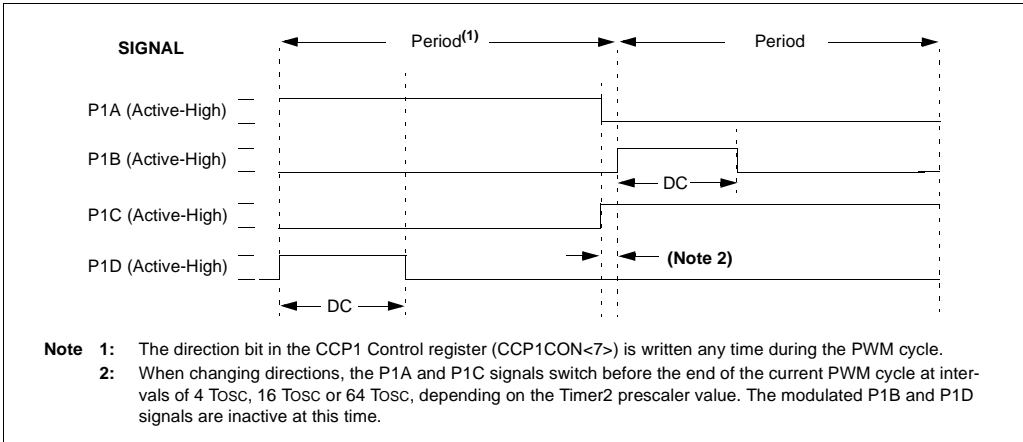 SIGNAL
Period(1)
Period
P1A (Active-High)
P1B (Active-High)
DC
P1C (Active-High)
(Note 2)
P1D (Active-High)
DC
Note 1: The direction bit in the CCP1 Control register (CCP1CON<7>) is written any time during the PWM cycle.
2: When changing directions, the P1A and P1C signals switch before the end of the current PWM cycle at inter-
vals of 4 TOSC, 16 TOSC or 64 TOSC, depending on the Timer2 prescaler value. The modulated P1B and P1D
signals are inactive at this time.